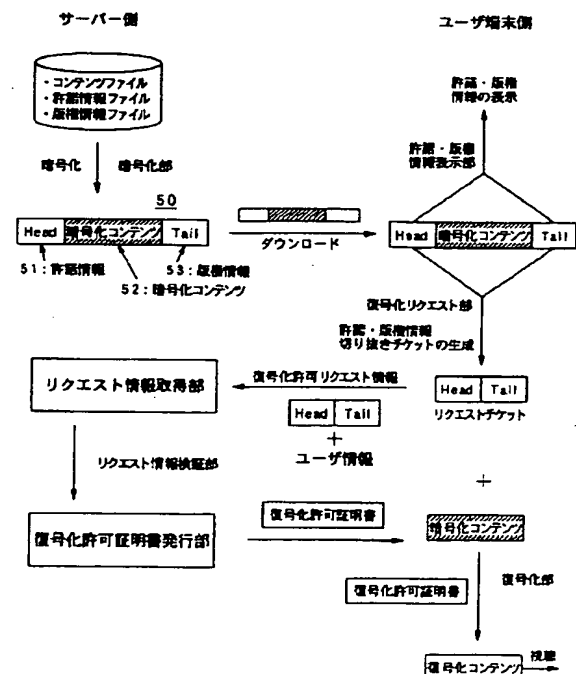 サーバー側
ユーザ端末側
・コンテンツファイル
・許諾情報ファイル
・版権情報ファイル
許諾・版権
情報の表示
暗号化
暗号化部
許諾・版権
情報表示部
50
Head
暗号化コンテンツ
Tail
ダウンロード
Head
暗号化コンテンツ
Tail
51：許諾情報
53：版権情報
52：暗号化コンテンツ
復号化リクエスト部
許諾・版権情報
切り抜きチケットの生成
リクエスト情報取得部
復号化許可リクエスト情報
Head
Tail
Head
Tail
リクエストチケット
+
ユーザ情報
リクエスト情報検証部
+
復号化許可証明書発行部
復号化許可証明書
暗号化コンテンツ
復号化許可証明書
復号化部
復号化コンテンツ
視聴